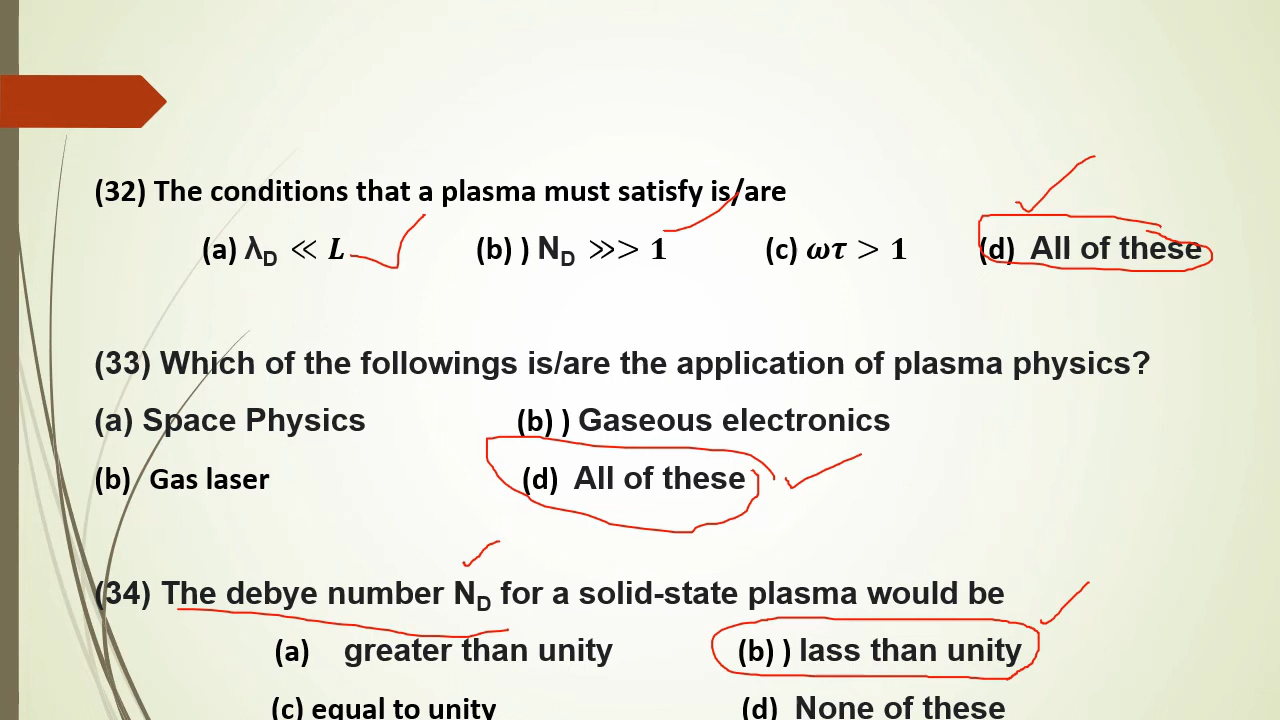 (32) The conditions that a plasma must satisfy is/are
(a) λD ≪ L (b) ) ND ⋙> 1 (c) ωτ > 1 (d) All of these
(33) Which of the followings is/are the application of plasma physics?
(a) Space Physics (b) ) Gaseous electronics
(b) Gas laser (d) All of these
(34) The debye number ND for a solid-state plasma would be
(a) greater than unity (b) ) lass than unity
(c) equal to unity (d) None of these